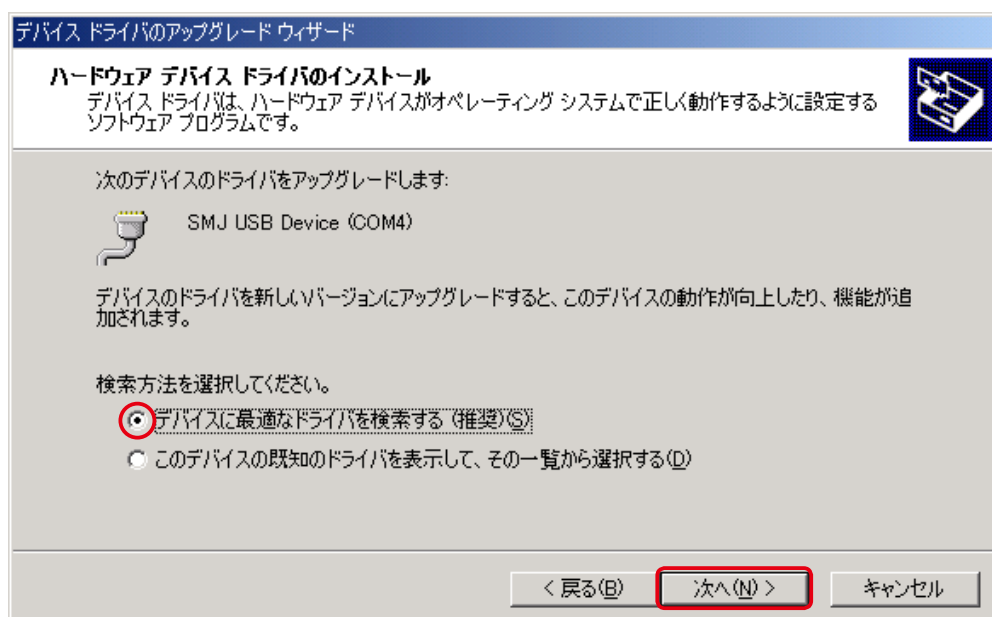 デバイス ドライバのアップグレード ウィザード
ハードウェア デバイス ドライバのインストール
デバイス ドライバは、ハードウェア デバイスがオペレーティング システムで正しく動作するように設定する
ソフトウェア プログラムです。
次のデバイスのドライバをアップグレードします:
SMJ USB Device (COM4)
デバイスのドライバを新しいバージョンにアップグレードすると、このデバイスの動作が向上したり、機能が追
加されます。
検索方法を選択してください。
デバイスに最適なドライバを検索する (推奨)(S)
このデバイスの既知のドライバを表示して、その一覧から選択する(D)
< 戻る(B) 次へ(N) > キャンセル